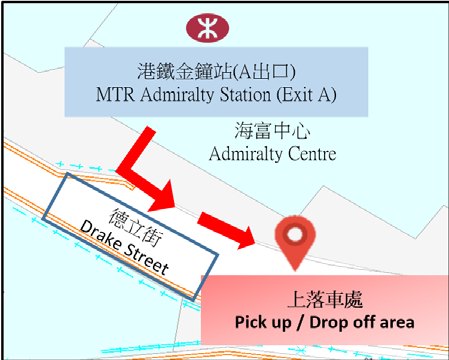 港鐵金鐘站(A出口)
MTR Admiralty Station (Exit A)
海富中心
Admiralty Centre
德立街
Drake Street
上落車處
Pick up / Drop off area